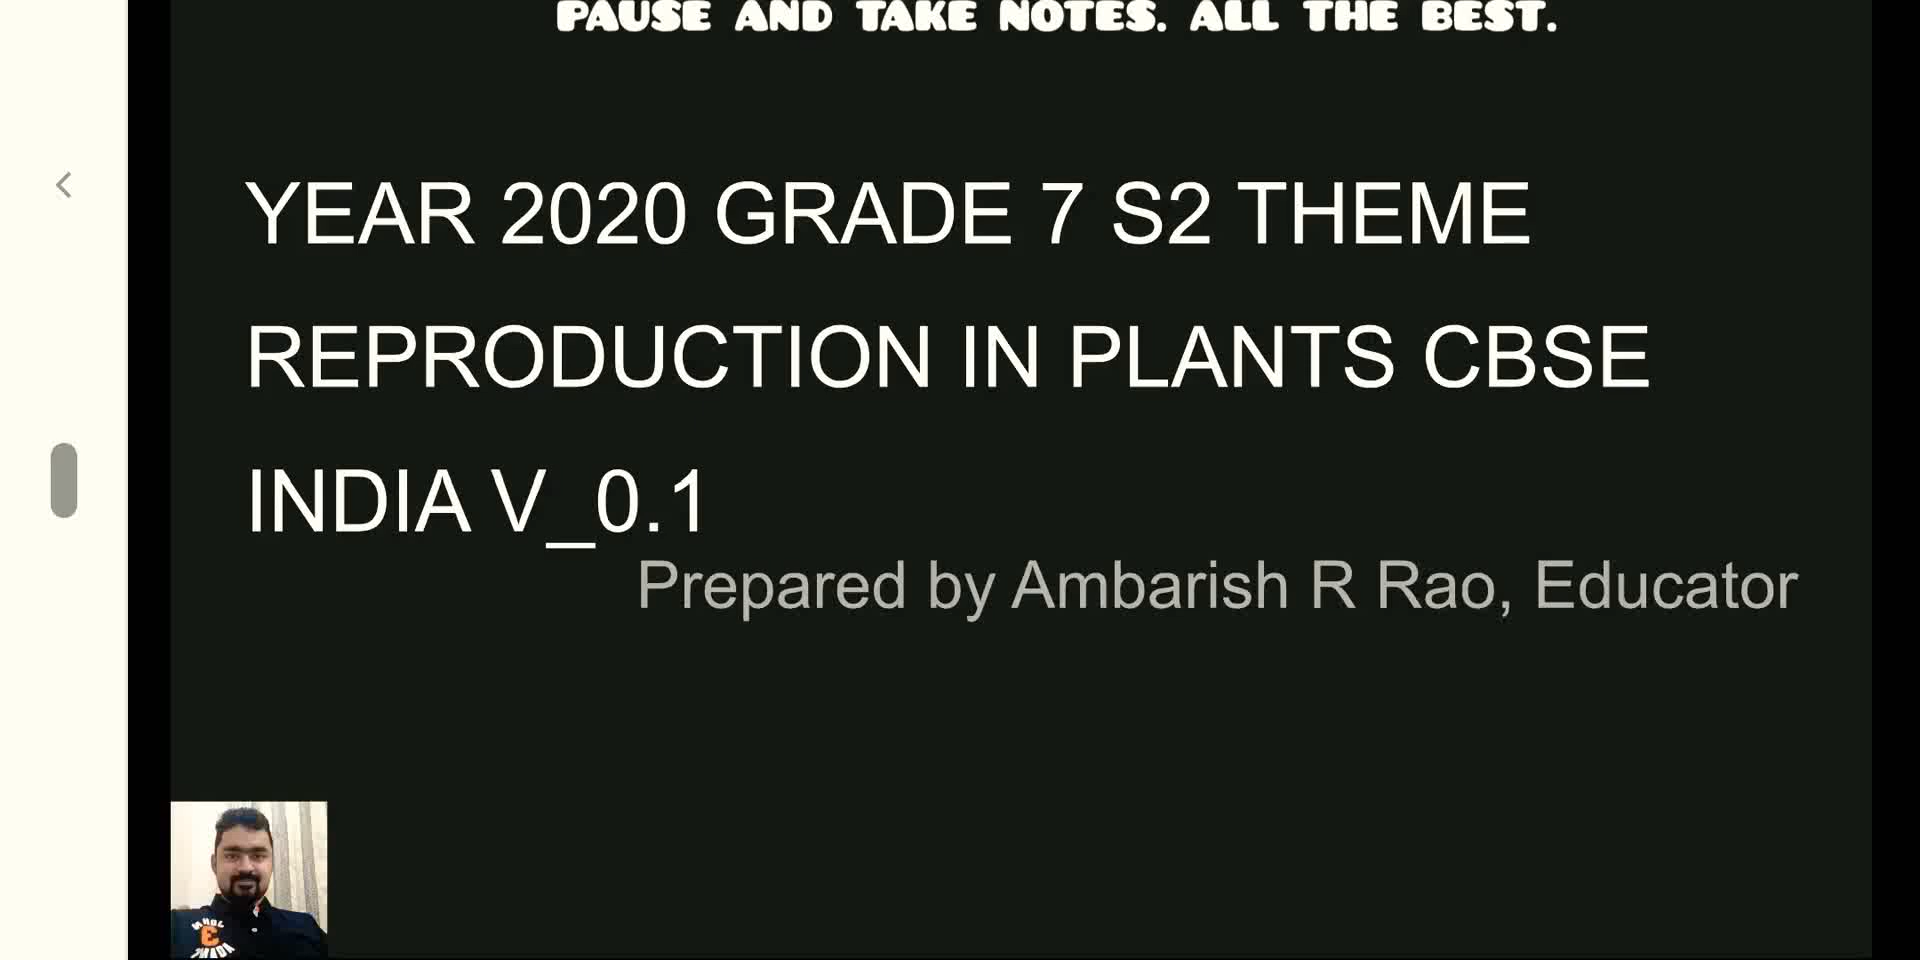 PAUSE AND TAKE NOTES. ALL THE BEST.
YEAR 2020 GRADE 7 S2 THEME
REPRODUCTION IN PLANTS CBSE
INDIA V_0.1
Prepared by Ambarish R Rao, Educator